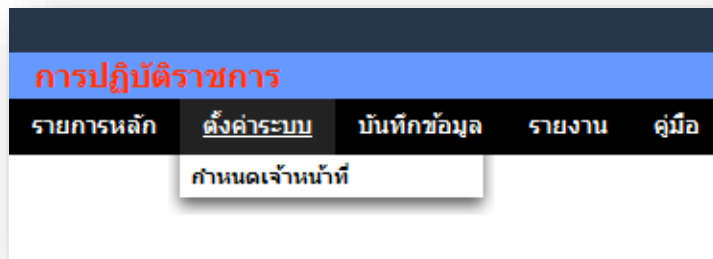 การปฏิบัติราชการ
รายการหลัก ตั้งค่าระบบ บันทึกข้อมูล รายงาน คู่มือ
กำหนดเจ้าหน้าที่